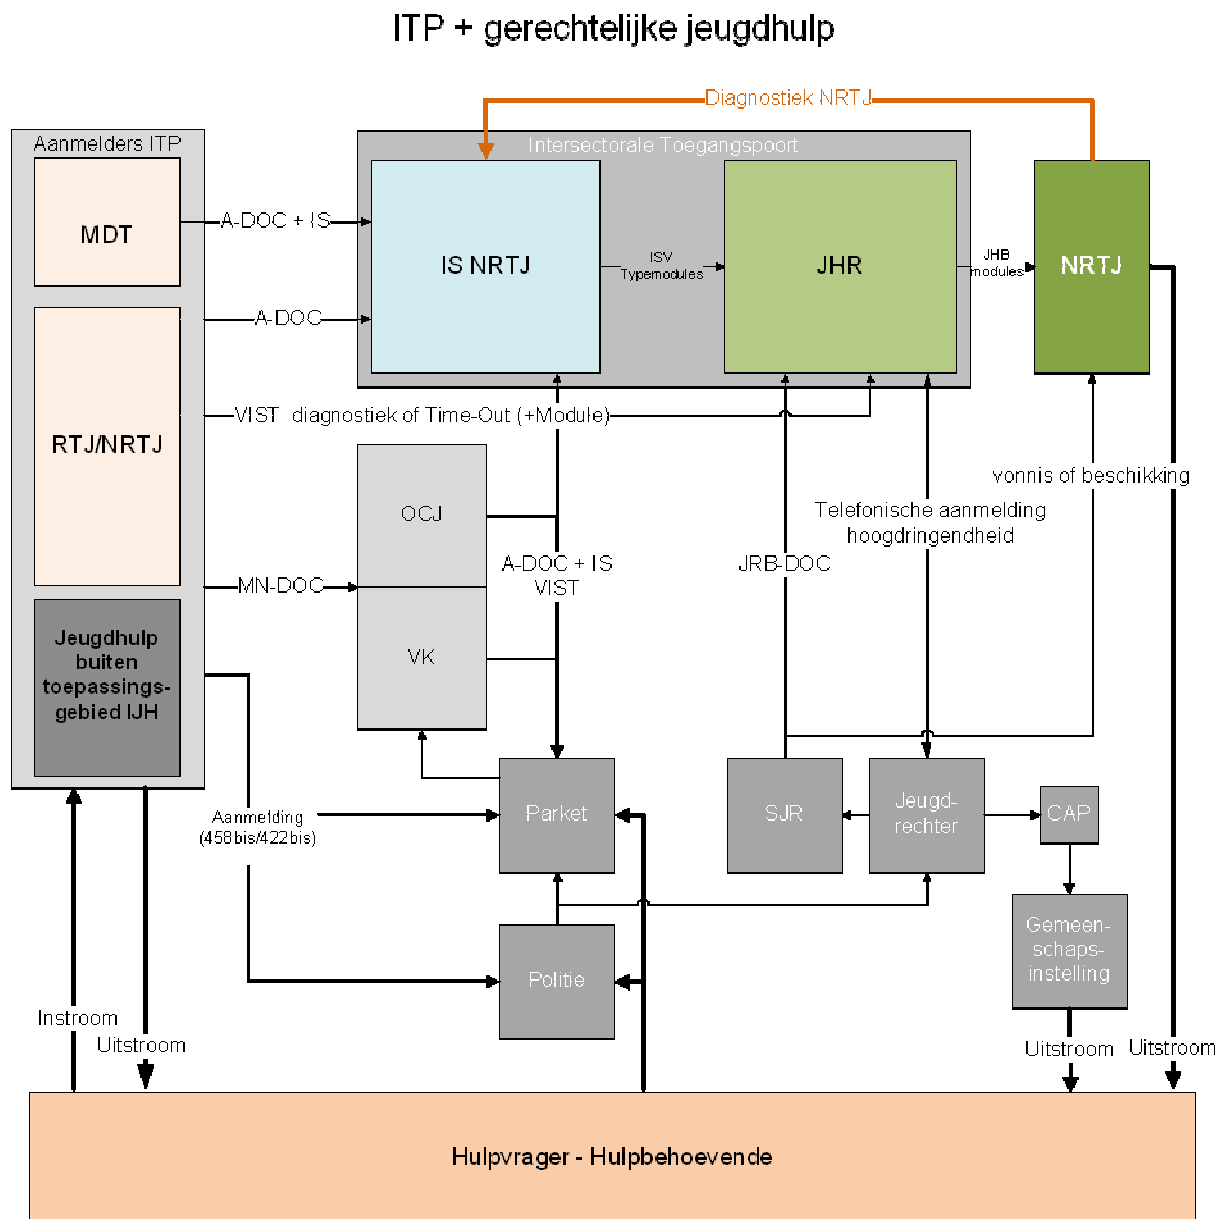 ITP + gerechtelijke jeugdhulp
Diagnostiek NRTJ
Aanmelders ITP
Intersectorale Toegangspoort
MDT
A-DOC + IS
IS NRTJ
ISV
Typemodules
JHR
JHB
modules
NRTJ
A-DOC
VIST diagnostiek of Time-Out (+Module)
RTJ/NRTJ
OCJ
vonnis of beschikking
Telefonische aanmelding
hoogdringendheid
A-DOC + IS
VIST
JRB-DOC
MN-DOC
Jeugdhulp
buiten
toepassings-
gebied IJH
VK
Aanmelding
(458bis/422bis)
Parket
SJR
Jeugd-
rechter
CAP
Gemeen-
schaps-
instelling
Politie
Instroom
Uitstroom
Uitstroom
Uitstroom
Hulpvrager - Hulpbehoevende